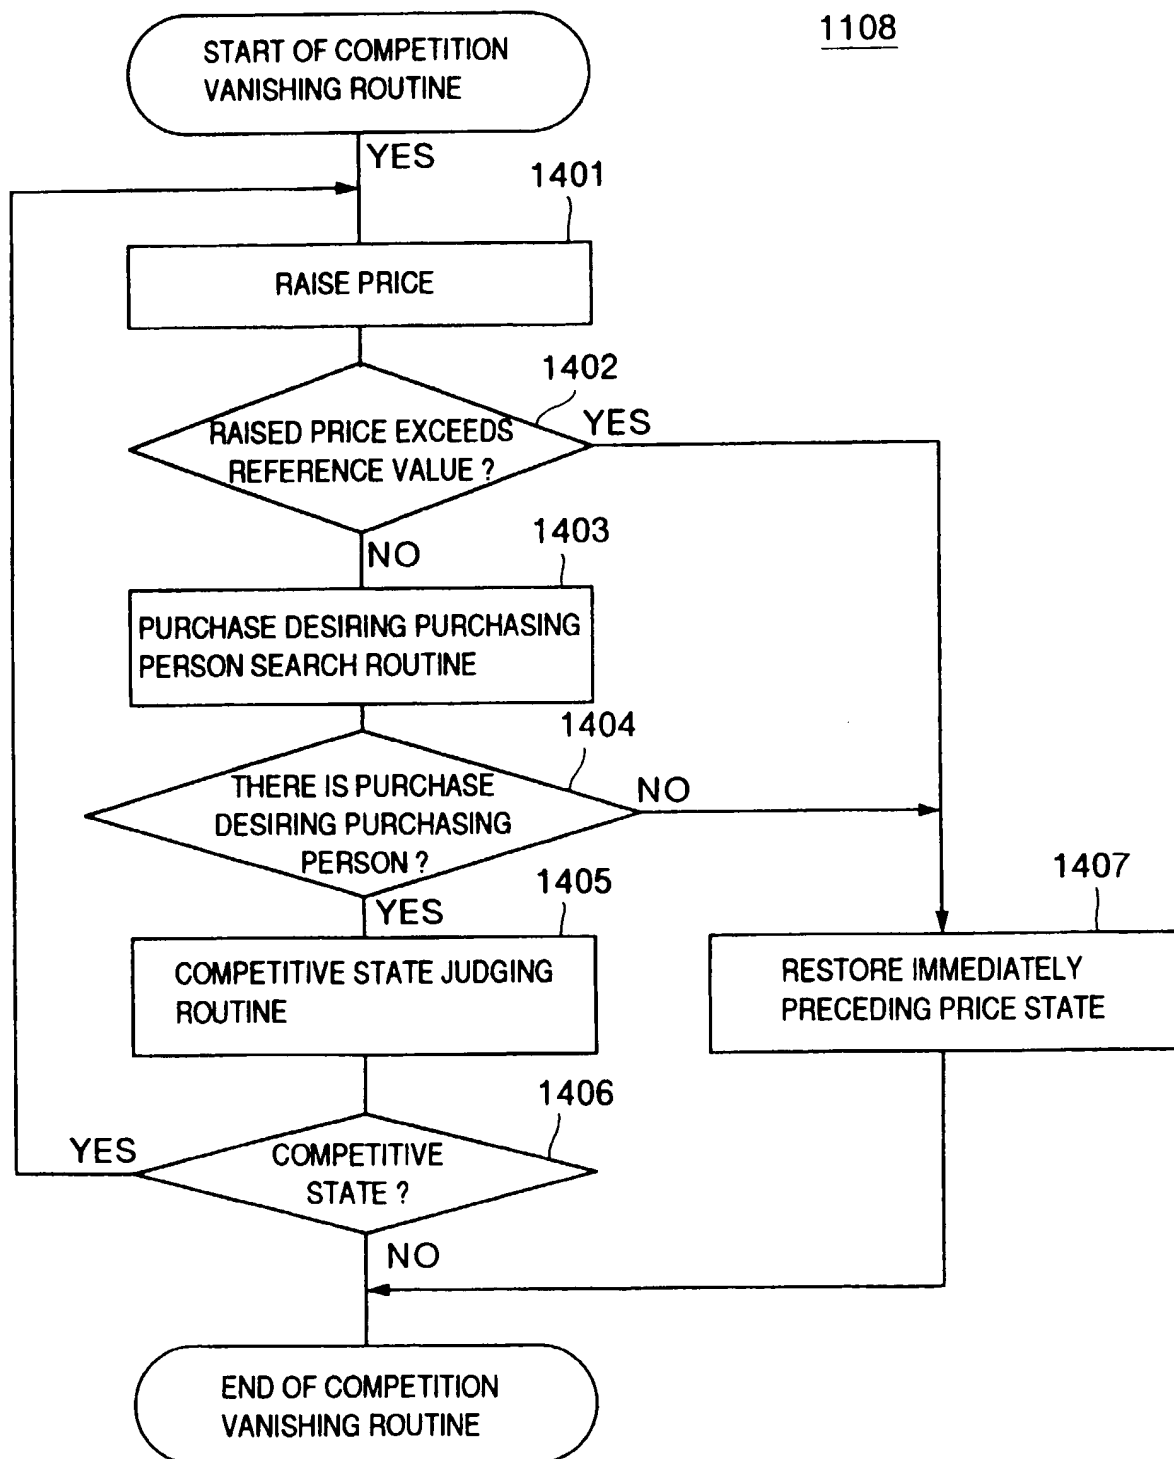 1108
START OF COMPETITION
VANISHING ROUTINE
YES
1401
RAISE PRICE
1402
RAISED PRICE EXCEEDS
REFERENCE VALUE ?
YES
NO
1403
PURCHASE DESIRING PURCHASING
PERSON SEARCH ROUTINE
1404
THERE IS PURCHASE
DESIRING PURCHASING
PERSON ?
NO
YES
1405
COMPETITIVE STATE JUDGING
ROUTINE
1407
RESTORE IMMEDIATELY
PRECEDING PRICE STATE
1406
COMPETITIVE
STATE ?
YES
NO
END OF COMPETITION
VANISHING ROUTINE